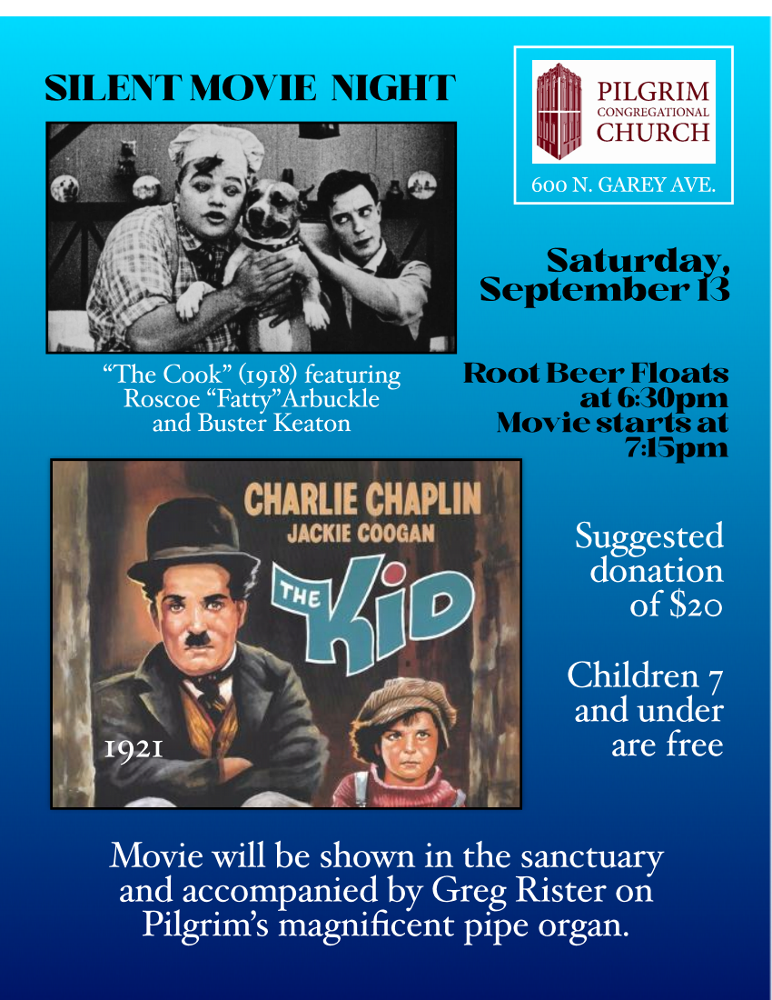 SILENT MOVIE NIGHT
PILGRIM
CONGREGATIONAL
CHURCH
600 N. GAREY AVE.
Saturday,
September 13
“The Cook” (1918) featuring
Roscoe “Fatty”Arbuckle
and Buster Keaton
Root Beer Floats
at 6:30pm
Movie starts at
7:15pm
CHARLIE CHAPLIN
JACKIE COOGAN
THE
KiD
1921
Suggested
donation
of $20
Children 7
and under
are free
Movie will be shown in the sanctuary
and accompanied by Greg Rister on
Pilgrim’s magnificent pipe organ.